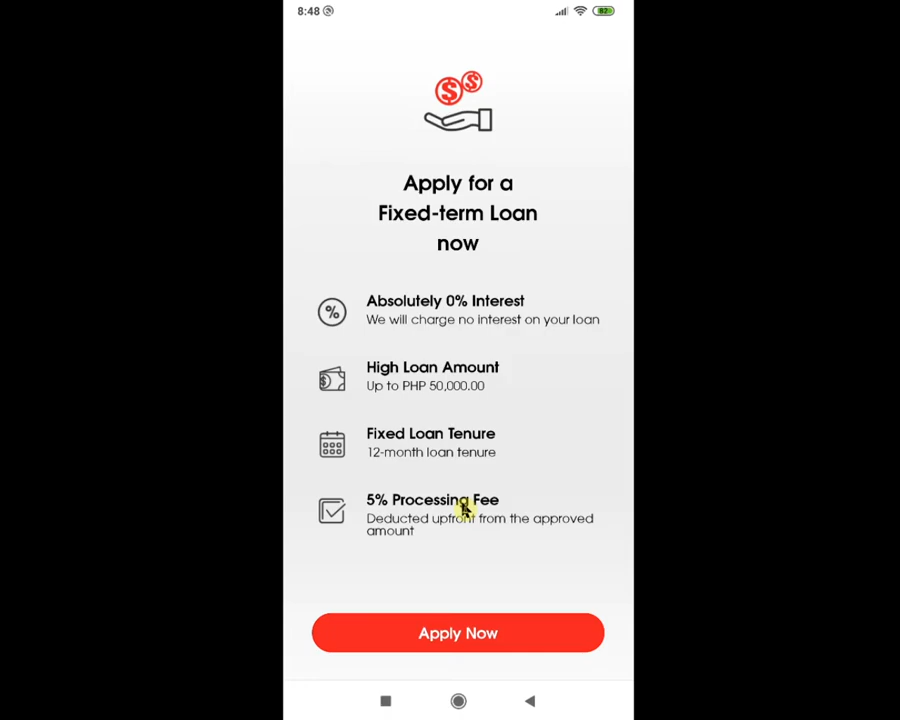 8:48
82
Apply for a
Fixed-term Loan
now
Absolutely 0% Interest
We will charge no interest on your loan
High Loan Amount
Up to PHP 50,000.00
Fixed Loan Tenure
12-month loan tenure
5% Processing Fee
Deducted upfront from the approved
amount
Apply Now